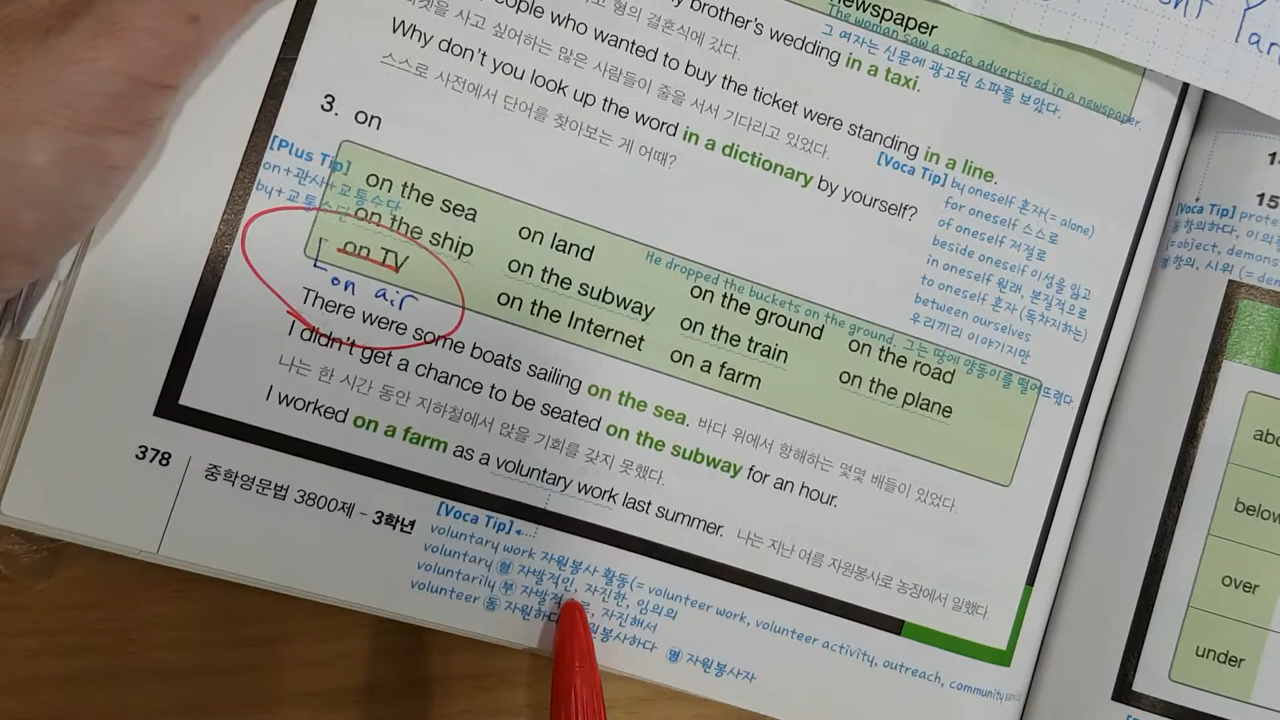 newspaper
The woman saw a sofa advertised in a newspaper.
그 여자는 신문에 광고된 소파를 보았다.
brother's wedding in a taxi.
형의 결혼식에 갔다.
people who wanted to buy the ticket were standing in a line.
사고 싶어하는 많은 사람들이 줄을 서서 기다리고 있었다.
Why don't you look up the word in a dictionary by yourself?
스스로 사전에서 단어를 찾아보는 게 어때?
[Voca Tip] by oneself 혼자(= alone)
for oneself 스스로
of oneself 저절로
beside oneself 이성을 잃고
in oneself 원래, 본질적으로
to oneself 혼자 (독차지하는)
between ourselves
우리끼리 이야기지만
3. on
[Plus Tip]
on+관사+교통수단
by+교통수단
on the sea on land on the ground on the road
on the ship on the subway on the train on the plane
on TV on the Internet on a farm
on air
He dropped the buckets on the ground. 그는 땅에 양동이를 떨어뜨렸다.
There were some boats sailing on the sea. 바다 위에서 항해하는 몇몇 배들이 있었다.
I didn't get a chance to be seated on the subway for an hour.
나는 한 시간 동안 지하철에서 앉을 기회를 갖지 못했다.
I worked on a farm as a voluntary work last summer. 나는 지난 여름 자원봉사로 농장에서 일했다.
378 중학영문법 3800제 - 3학년
[Voca Tip]
voluntary work 자원봉사 활동(= volunteer work, volunteer activity, outreach, community
voluntary 형 자발적인, 자진한, 임의의
voluntarily 부 자진해서
volunteer 동 명 자원봉사자
15
[Voca Tip]
(= object,
above
below
over
under